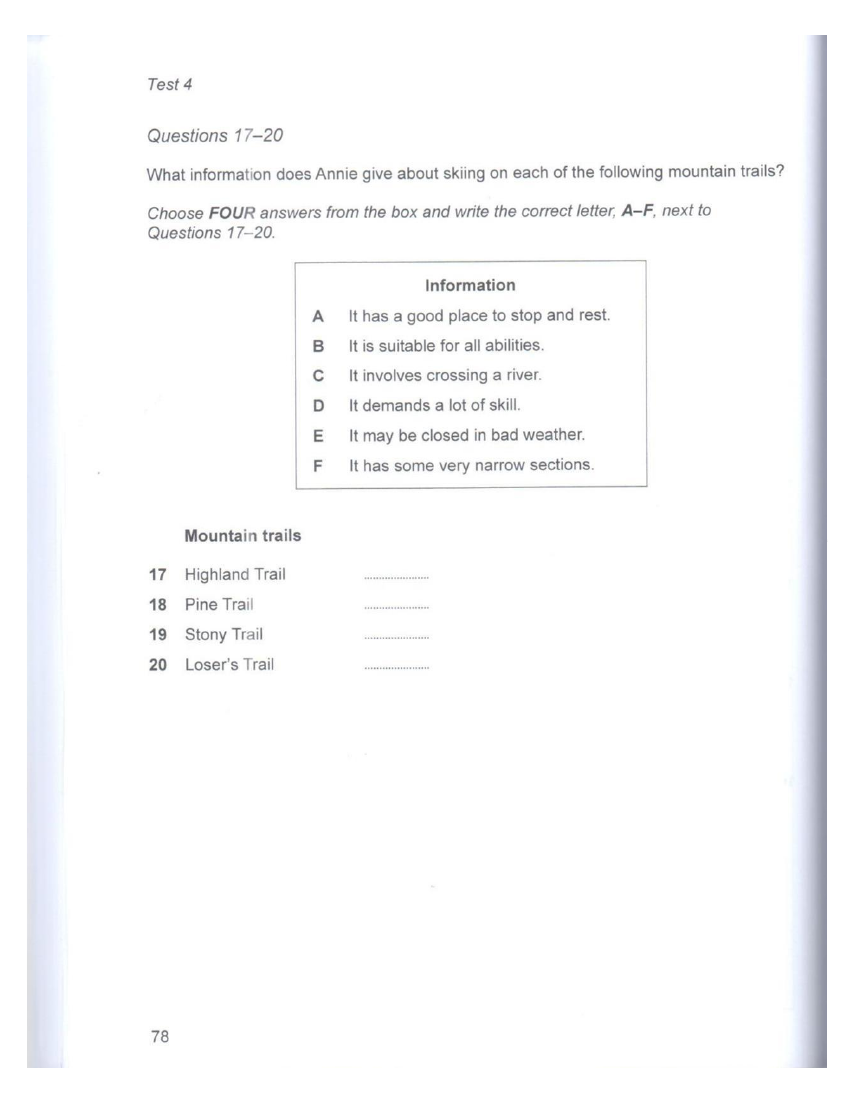 Test 4
Questions 17–20
What information does Annie give about skiing on each of the following mountain trails?
Choose FOUR answers from the box and write the correct letter, A–F, next to
Questions 17–20.
Information
A It has a good place to stop and rest.
B It is suitable for all abilities.
C It involves crossing a river.
D It demands a lot of skill.
E It may be closed in bad weather.
F It has some very narrow sections.
Mountain trails
17 Highland Trail ......................
18 Pine Trail ......................
19 Stony Trail ......................
20 Loser's Trail ......................
78